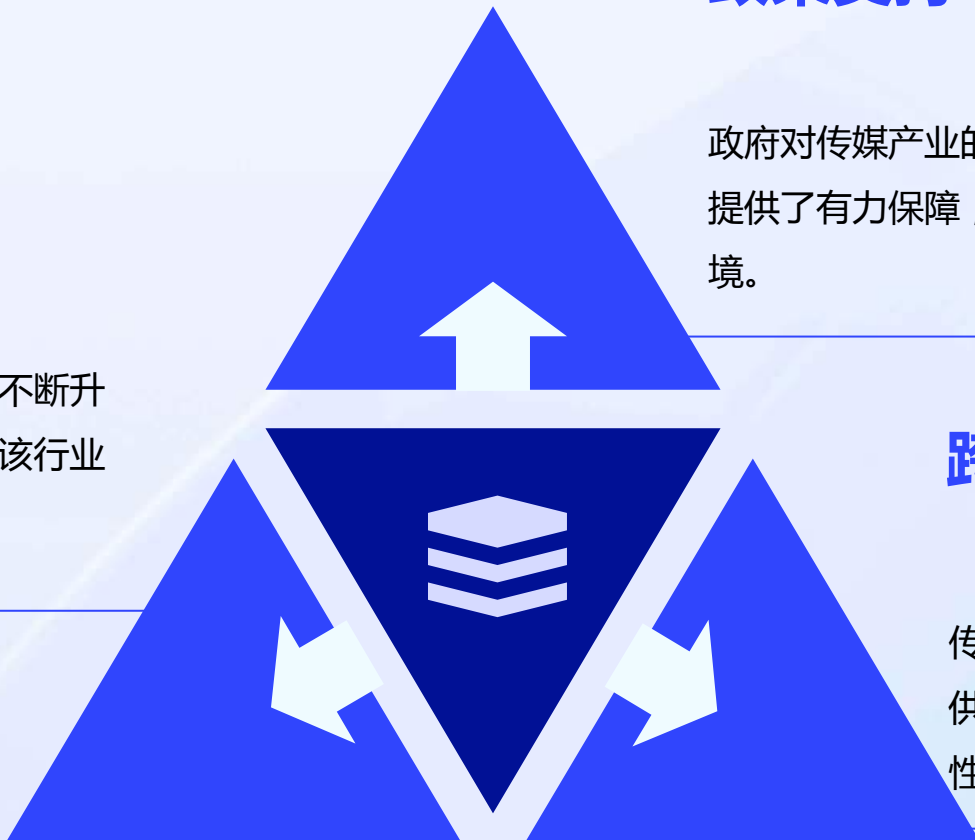 政府对传媒产业的
提供了有力保障
境。
不断升
该行业
跨
传
供
性